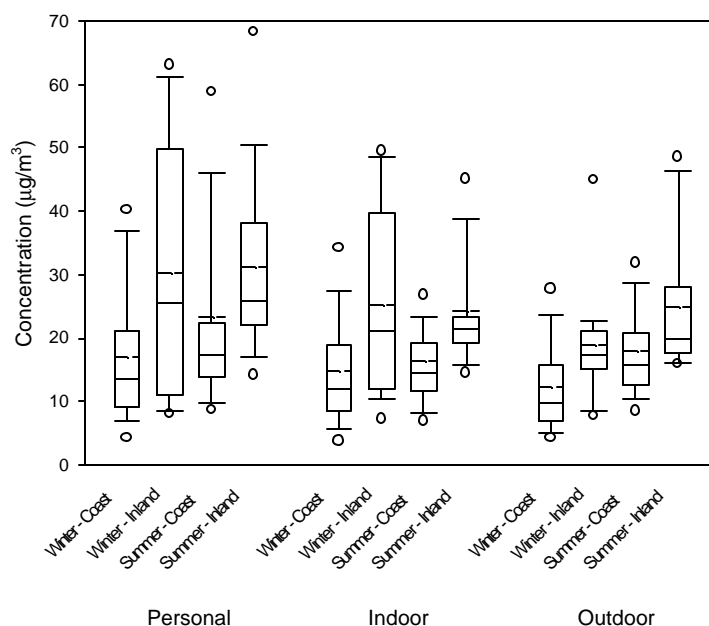 70
60
50
40
30
20
10
0
Concentration (µg/m³)
Winter - Coast
Winter - Inland
Summer - Coast
Summer - Inland
Winter - Coast
Winter - Inland
Summer - Coast
Summer - Inland
Winter - Coast
Winter - Inland
Summer - Coast
Summer - Inland
Personal
Indoor
Outdoor